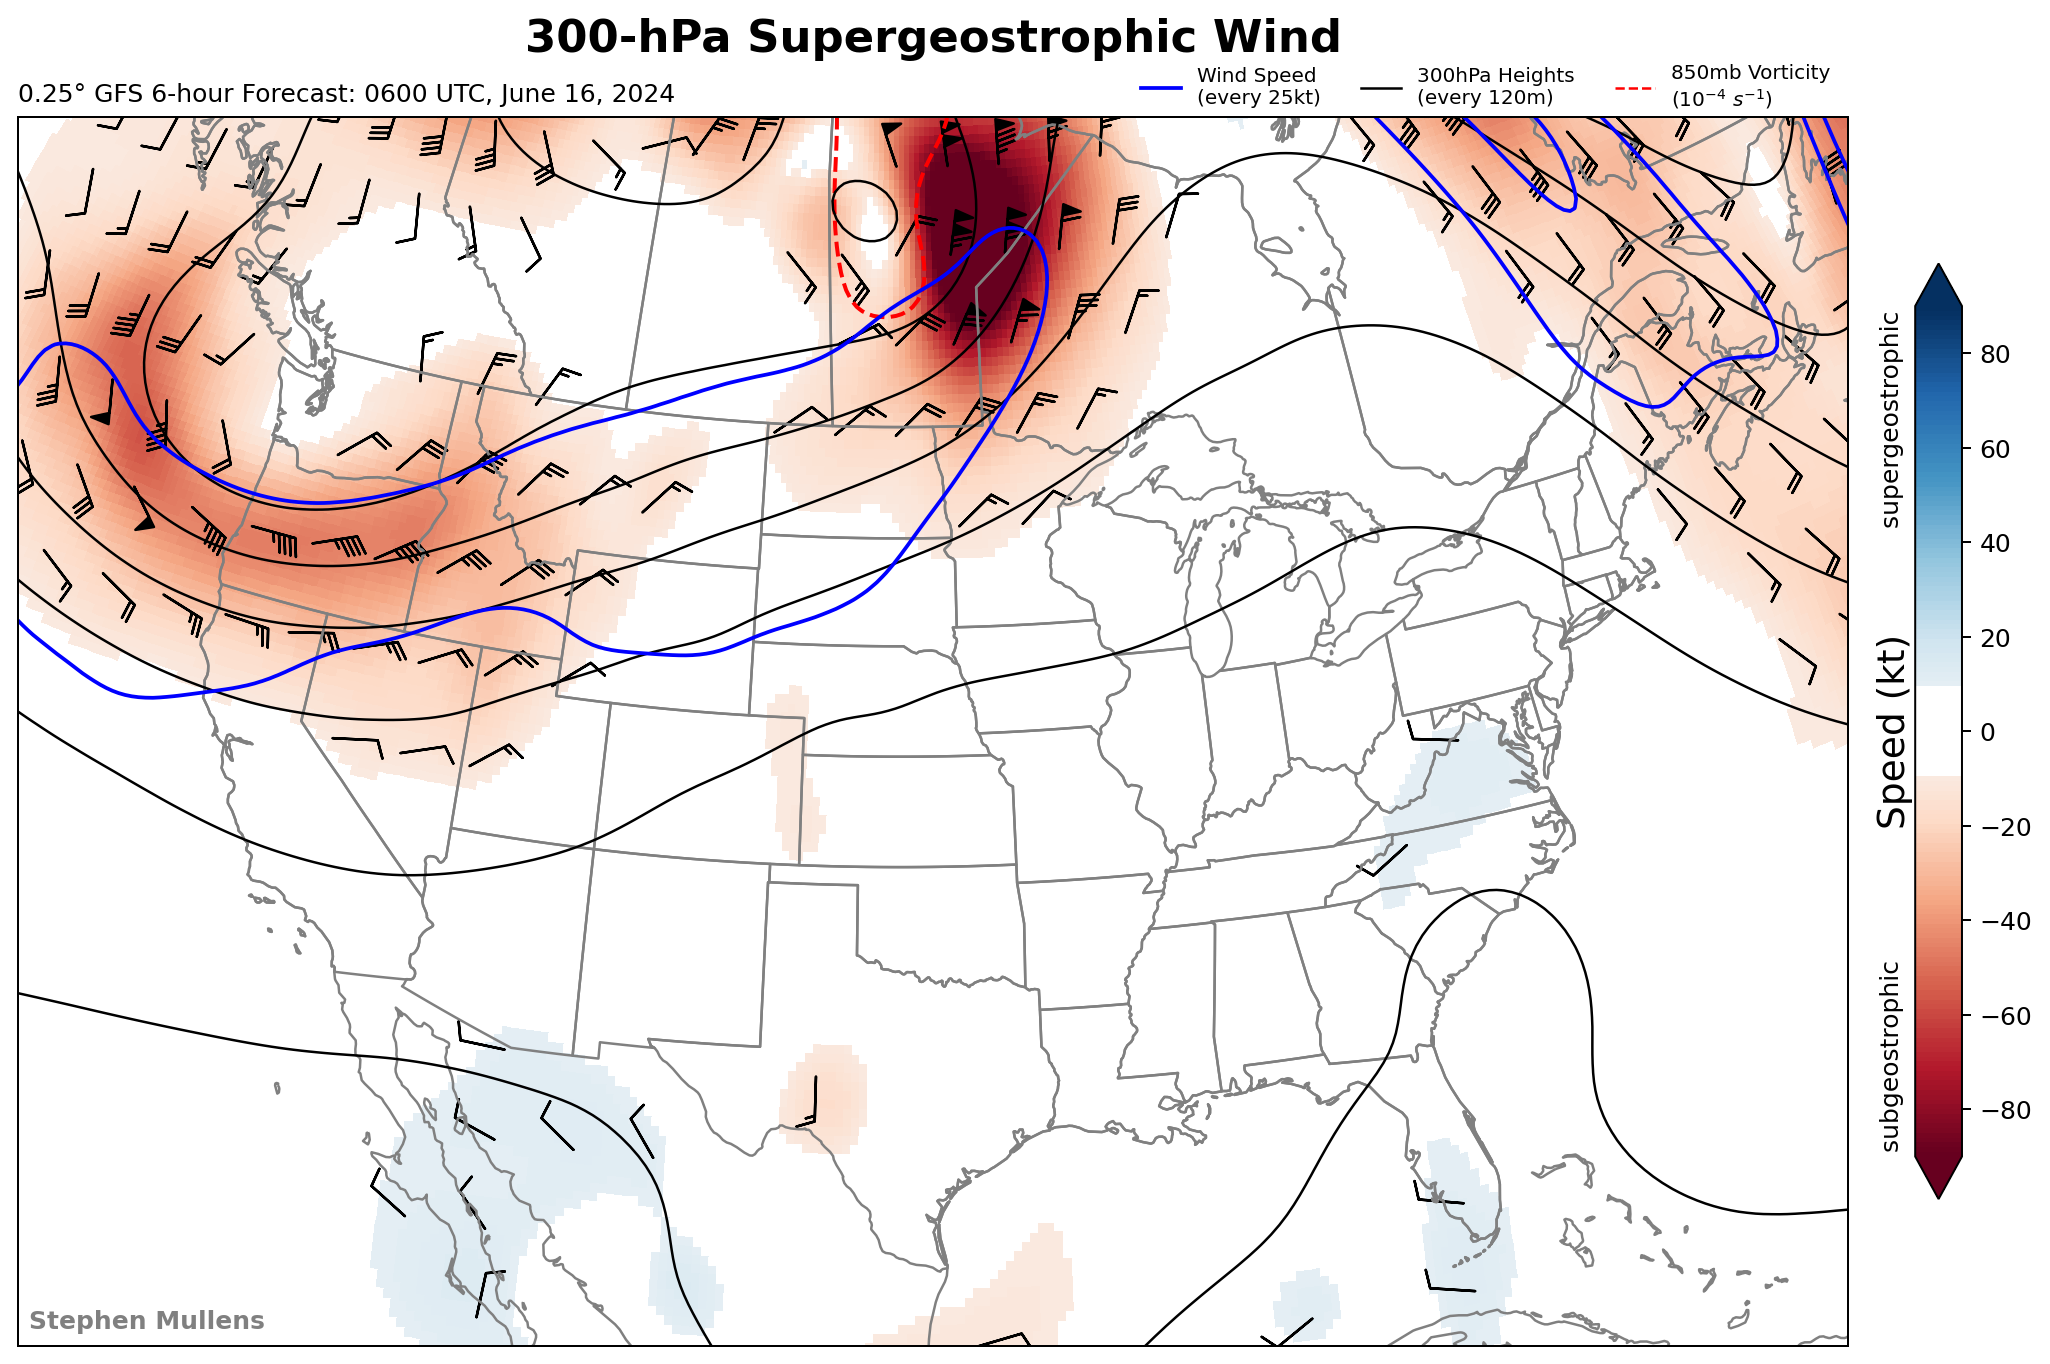 300-hPa Supergeostrophic Wind
0.25° GFS 6-hour Forecast: 0600 UTC, June 16, 2024
Wind Speed
(every 25kt)
300hPa Heights
(every 120m)
850mb Vorticity
(10⁻⁴ s⁻¹)
supergeostrophic
subgeostrophic
Speed (kt)
80
60
40
20
0
−20
−40
−60
−80
Stephen Mullens